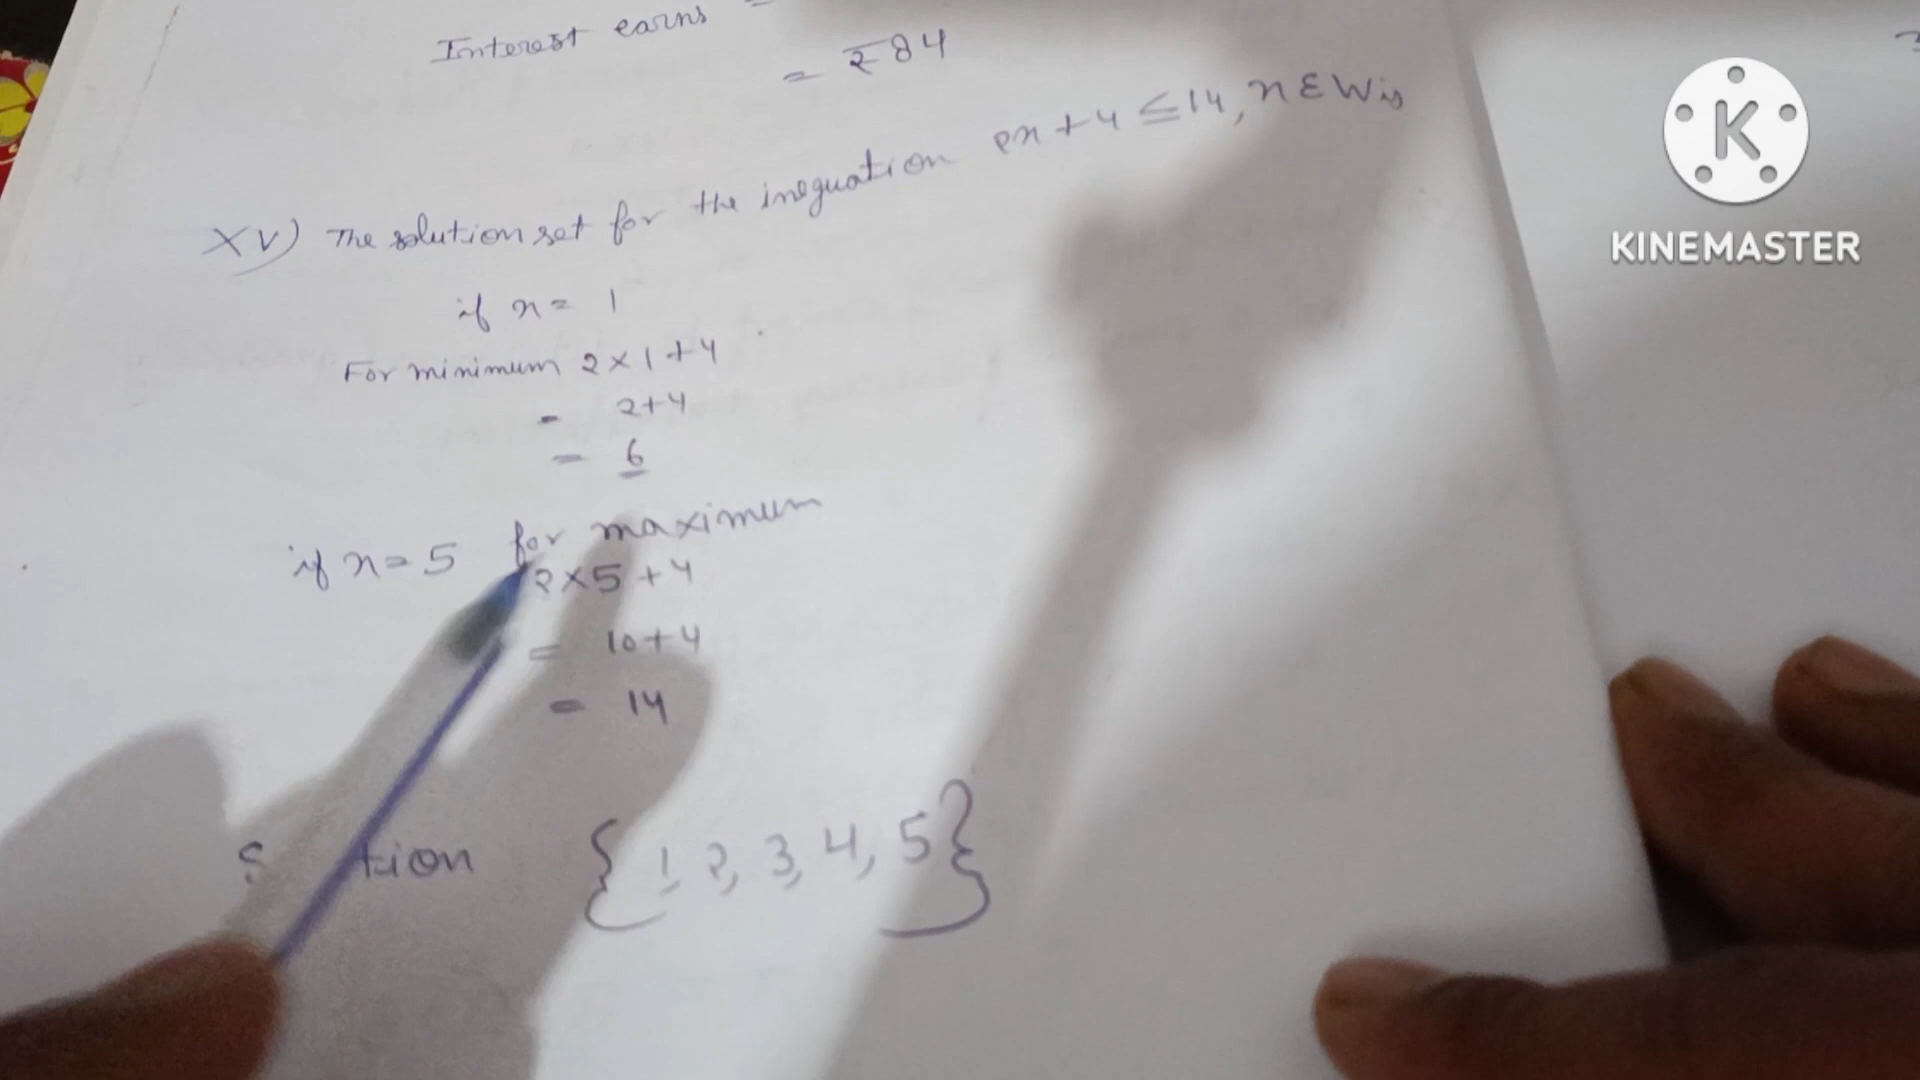 Interest earns =
= ₹84
XV) The solution set for the inequation 2x + 4 ≤ 14, x ε W is
if x = 1
For minimum 2 × 1 + 4
= 2+4
= 6
if x = 5 for maximum
2×5+4
= 10+4
= 14
{1, 2, 3, 4, 5}
K
KINEMASTER